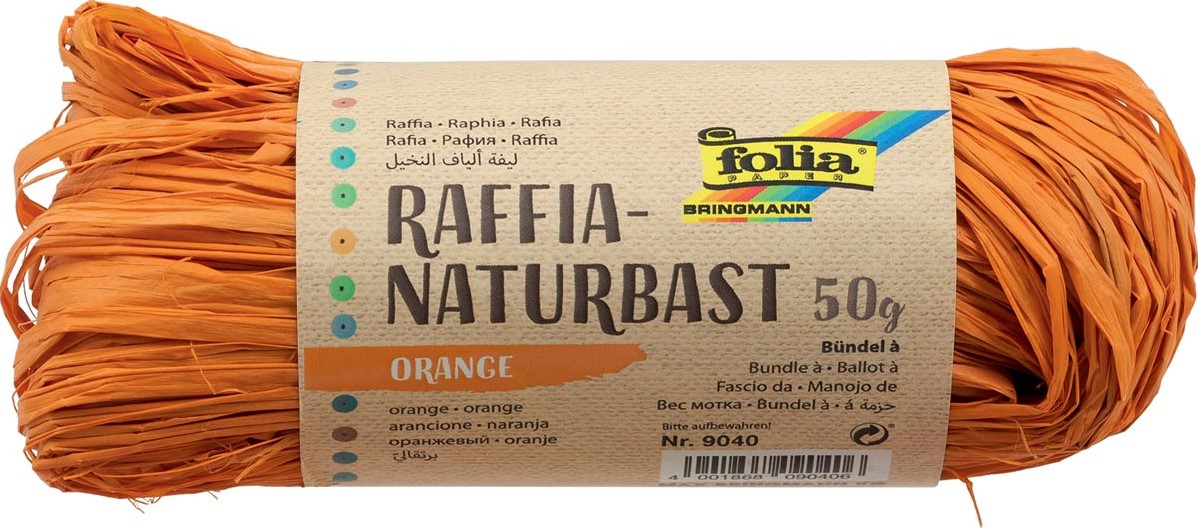 Raffia • Raphia • Rafia
Rafia • Рафия • Raffia
ليفة ألياف النخيل
folia®
PAPER
BRINGMANN
RAFFIA-
NATURBAST 50g
ORANGE
orange • orange
arancione • naranja
оранжевый • oranje
برتقالي
Bündel à
Bundle à • Ballot à
Fascio da • Manojo de
Вес мотка • Bundel à • á حزمة
Bitte aufbewahren!
Nr. 9040
4 001868 090406